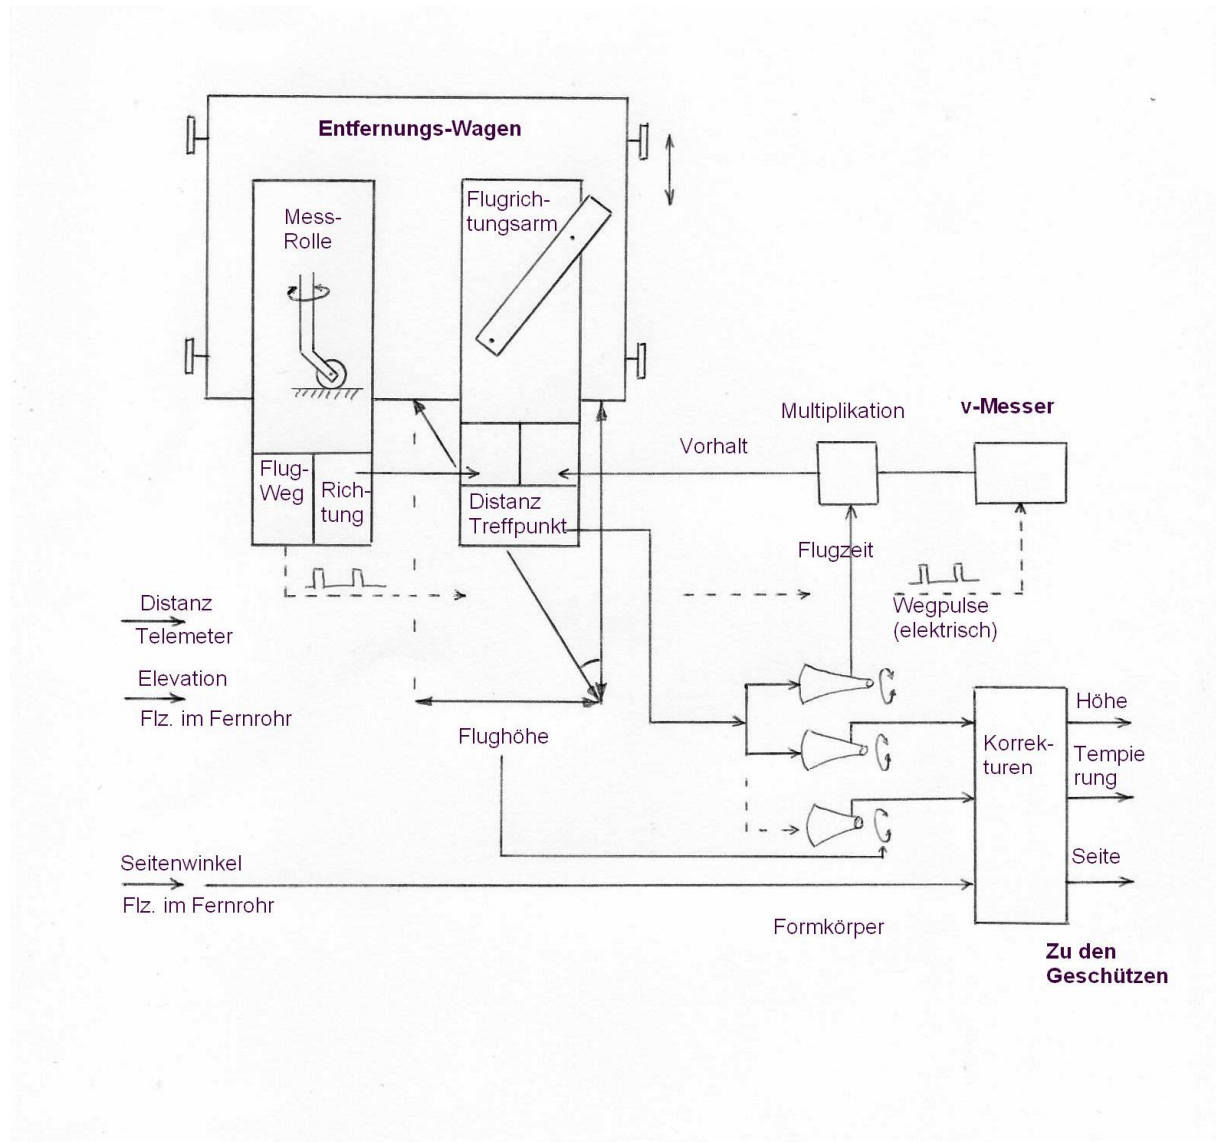 Entfernungs-Wagen
Mess-
Rolle
Flugrich-
tungsarm
Flug-
Weg
Rich-
tung
Distanz
Treffpunkt
Vorhalt
Multiplikation
v-Messer
Flugzeit
Wegpulse
(elektrisch)
Distanz
Telemeter
Elevation
Flz. im Fernrohr
Flughöhe
Korrek-
turen
Höhe
Tempie
rung
Seite
Seitenwinkel
Flz. im Fernrohr
Formkörper
Zu den
Geschützen